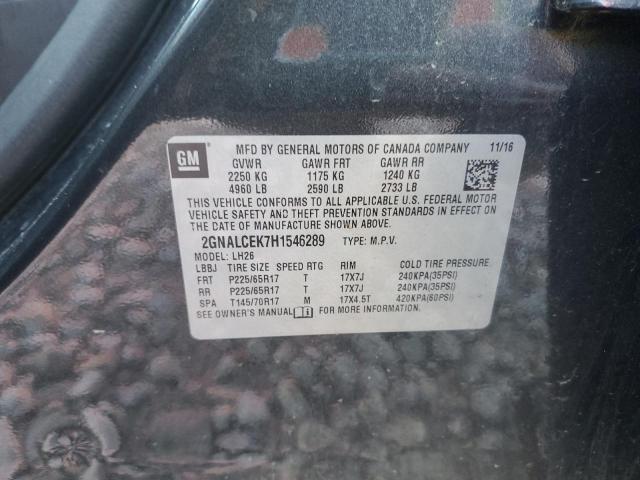 GM
MFD BY GENERAL MOTORS OF CANADA COMPANY 11/16
GVWR GAWR FRT GAWR RR
2250 KG 1175 KG 1240 KG
4960 LB 2590 LB 2733 LB
THIS VEHICLE CONFORMS TO ALL APPLICABLE U.S. FEDERAL MOTOR
VEHICLE SAFETY AND THEFT PREVENTION STANDARDS IN EFFECT ON
THE DATE OF MANUFACTURE SHOWN ABOVE.
2GNALCEK7H1546289 TYPE: M.P.V.
MODEL: LH26
LBBJ TIRE SIZE SPEED RTG RIM COLD TIRE PRESSURE
FRT P225/65R17 T 17X7J 240KPA(35PSI)
RR P225/65R17 T 17X7J 240KPA(35PSI)
SPA T145/70R17 M 17X4.5T 420KPA(60PSI)
SEE OWNER'S MANUAL FOR MORE INFORMATION.